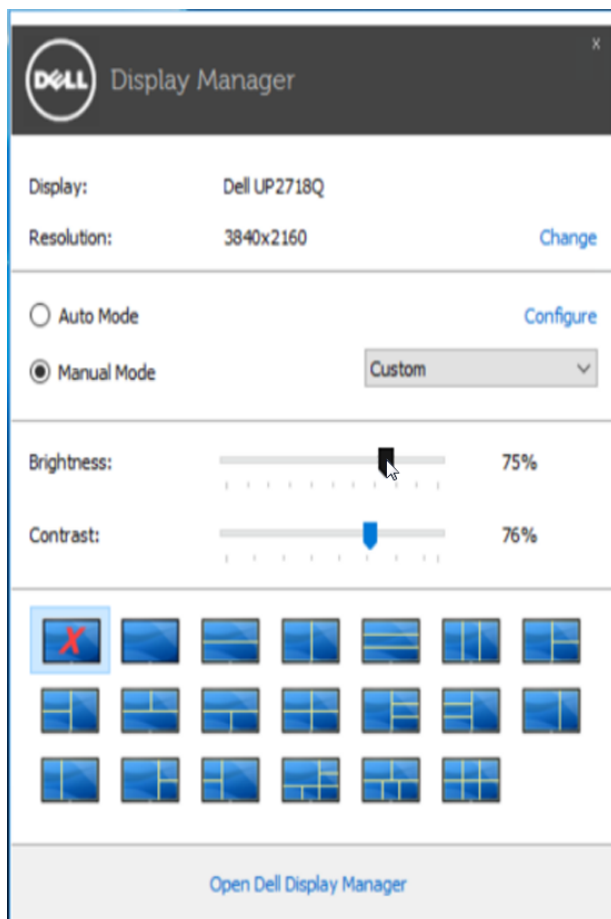 DELL Display Manager x
Display: Dell UP2718Q
Resolution: 3840x2160 Change
Auto Mode Configure
Manual Mode Custom
Brightness: 75%
Contrast: 76%
Open Dell Display Manager